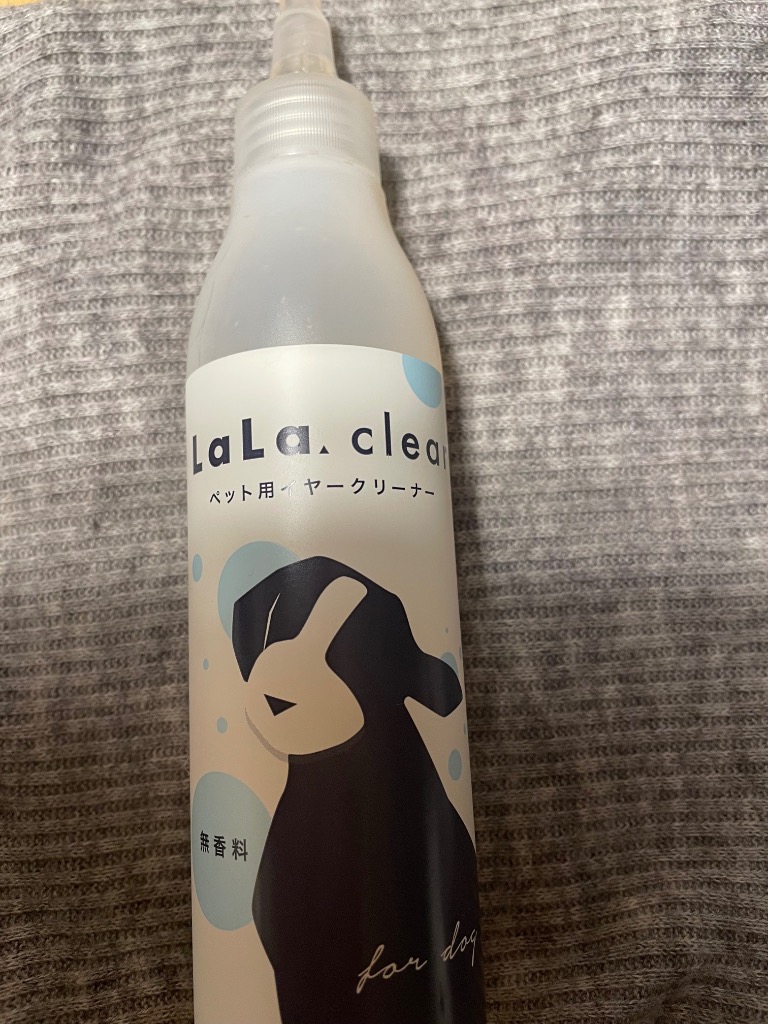 LaLa. clear
ペット用イヤークリーナー
無香料
for dog